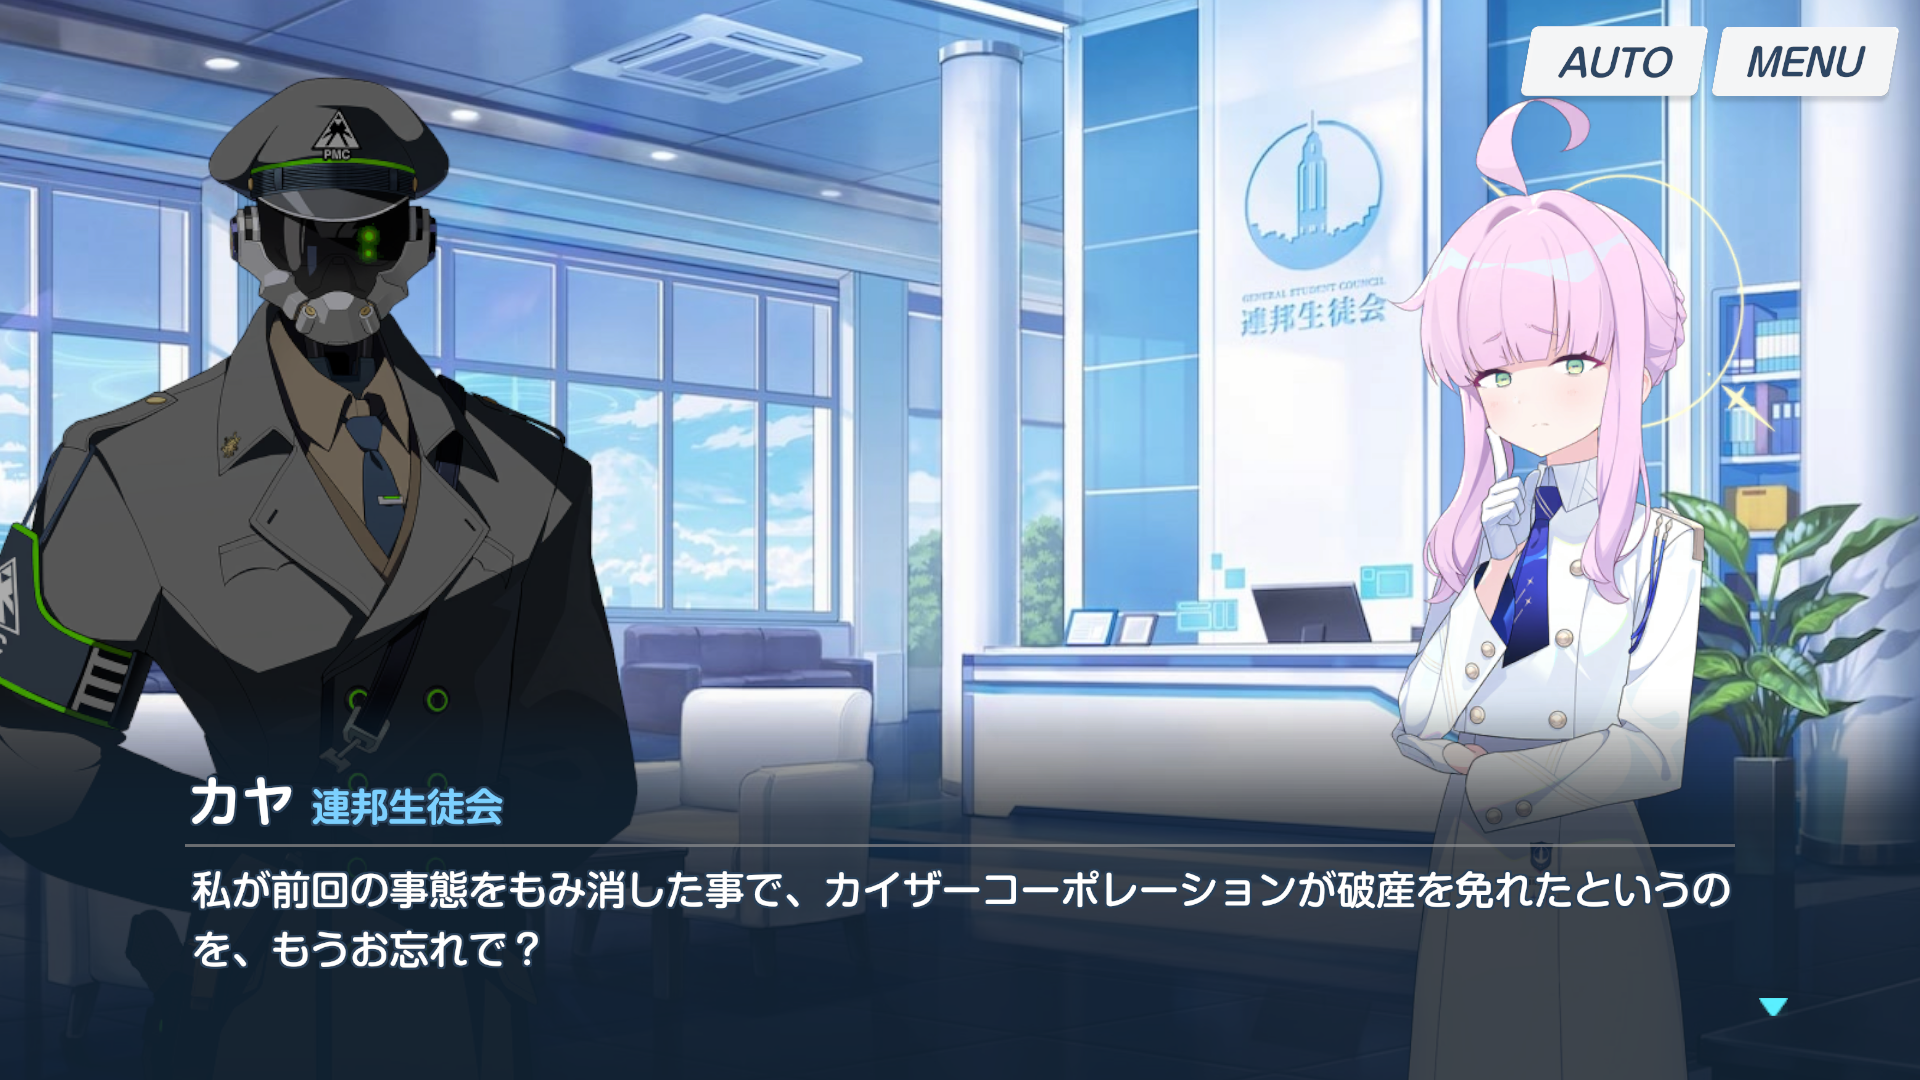 AUTO
MENU
PMC
GENERAL STUDENT COUNCIL
連邦生徒会
カヤ 連邦生徒会
私が前回の事態をもみ消した事で、カイザーコーポレーションが破産を免れたというの
を、もうお忘れで？